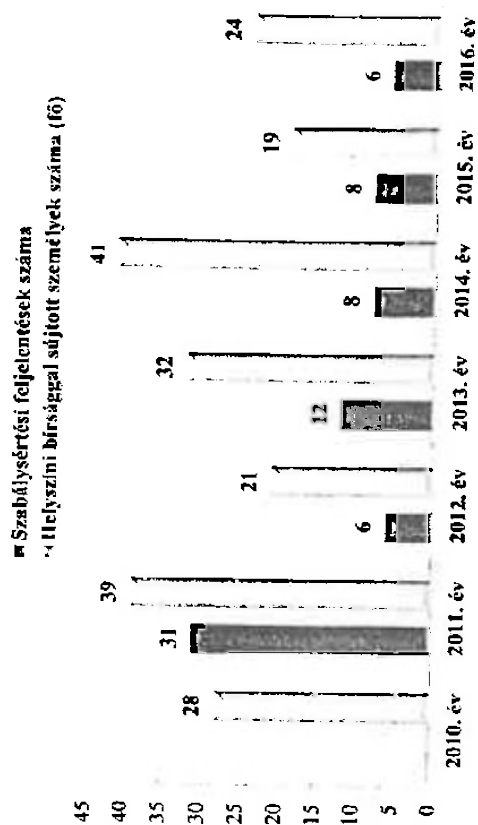 Szabálysértési feljelentések száma
Helyszíni bírsággal sújtott személyek száma (fő)
45
40
35
30
25
20
15
10
5
0
28
31
39
6
21
12
32
8
41
8
19
6
24
2010. év
2011. év
2012. év
2013. év
2014. év
2015. év
2016. év